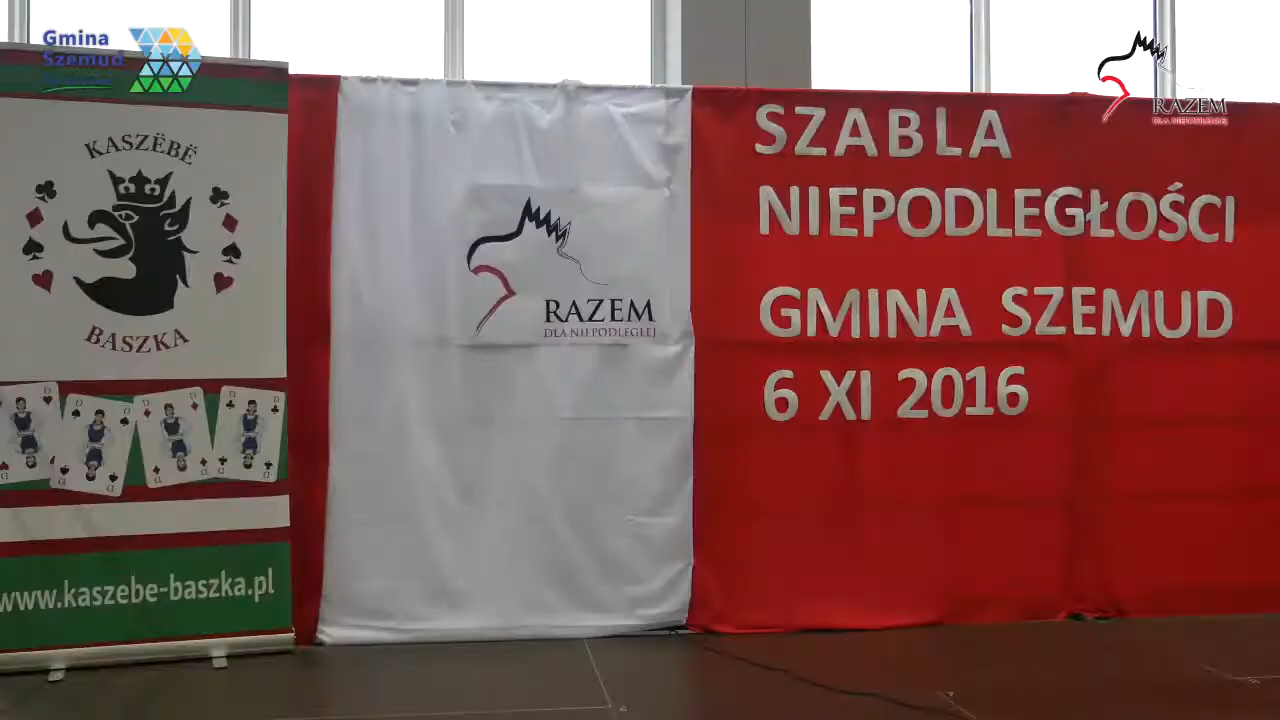 Gmina
Szemud
KASZËBË
BASZKA
www.kaszebe-baszka.pl
RAZEM
DLA NIEPODLEGŁEJ
SZABLA
NIEPODLEGŁOŚCI
GMINA SZEMUD
6 XI 2016
RAZEM
DLA NIEPODLEGŁEJ